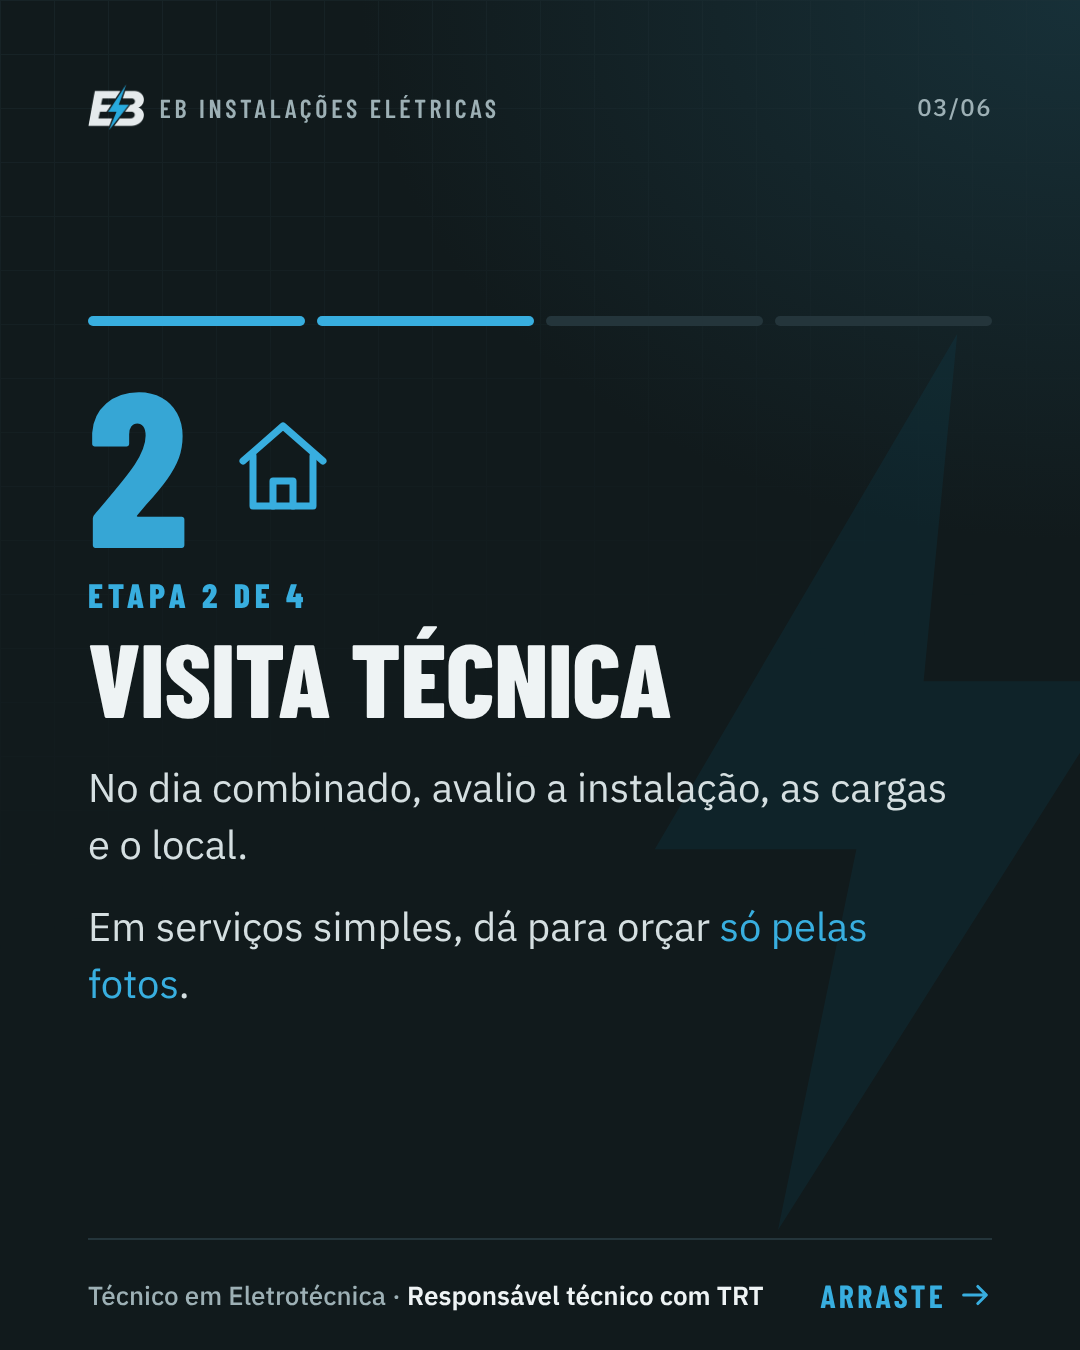 EB EB INSTALAÇÕES ELÉTRICAS
03/06
2
ETAPA 2 DE 4
VISITA TÉCNICA
No dia combinado, avalio a instalação, as cargas
e o local.
Em serviços simples, dá para orçar só pelas
fotos.
Técnico em Eletrotécnica · Responsável técnico com TRT
ARRASTE →